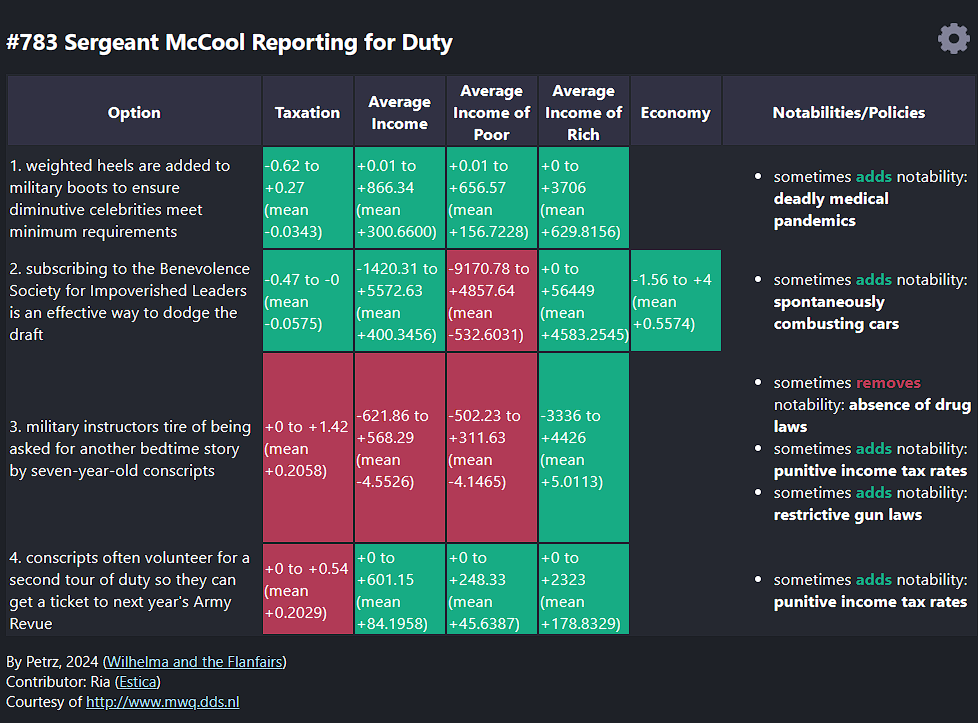 #783 Sergeant McCool Reporting for Duty
Option
Taxation
Average
Income
Average
Income of
Poor
Average
Income of
Rich
Economy
Notabilities/Policies
1. weighted heels are added to
military boots to ensure
diminutive celebrities meet
minimum requirements
-0.62 to
+0.27
(mean
-0.0343)
+0.01 to
+866.34
(mean
+300.6600)
+0.01 to
+656.57
(mean
+156.7228)
+0 to
+3706
(mean
+629.8156)
• sometimes adds notability:
deadly medical
pandemics
2. subscribing to the Benevolence
Society for Impoverished Leaders
is an effective way to dodge the
draft
-0.47 to -0
(mean
-0.0575)
-1420.31 to
+5572.63
(mean
+400.3456)
-9170.78 to
+4857.64
(mean
-532.6031)
+0 to
+56449
(mean
+4583.2545)
-1.56 to +4
(mean
+0.5574)
• sometimes adds notability:
spontaneously
combusting cars
3. military instructors tire of being
asked for another bedtime story
by seven-year-old conscripts
+0 to +1.42
(mean
+0.2058)
-621.86 to
+568.29
(mean
-4.5526)
-502.23 to
+311.63
(mean
-4.1465)
-3336 to
+4426
(mean
+5.0113)
• sometimes removes
notability: absence of drug
laws
• sometimes adds notability:
punitive income tax rates
• sometimes adds notability:
restrictive gun laws
4. conscripts often volunteer for a
second tour of duty so they can
get a ticket to next year's Army
Revue
+0 to +0.54
(mean
+0.2029)
+0 to
+601.15
(mean
+84.1958)
+0 to
+248.33
(mean
+45.6387)
+0 to
+2323
(mean
+178.8329)
• sometimes adds notability:
punitive income tax rates
By Petrz, 2024 (Wilhelma and the Flanfairs)
Contributor: Ria (Estica)
Courtesy of http://www.mwq.dds.nl